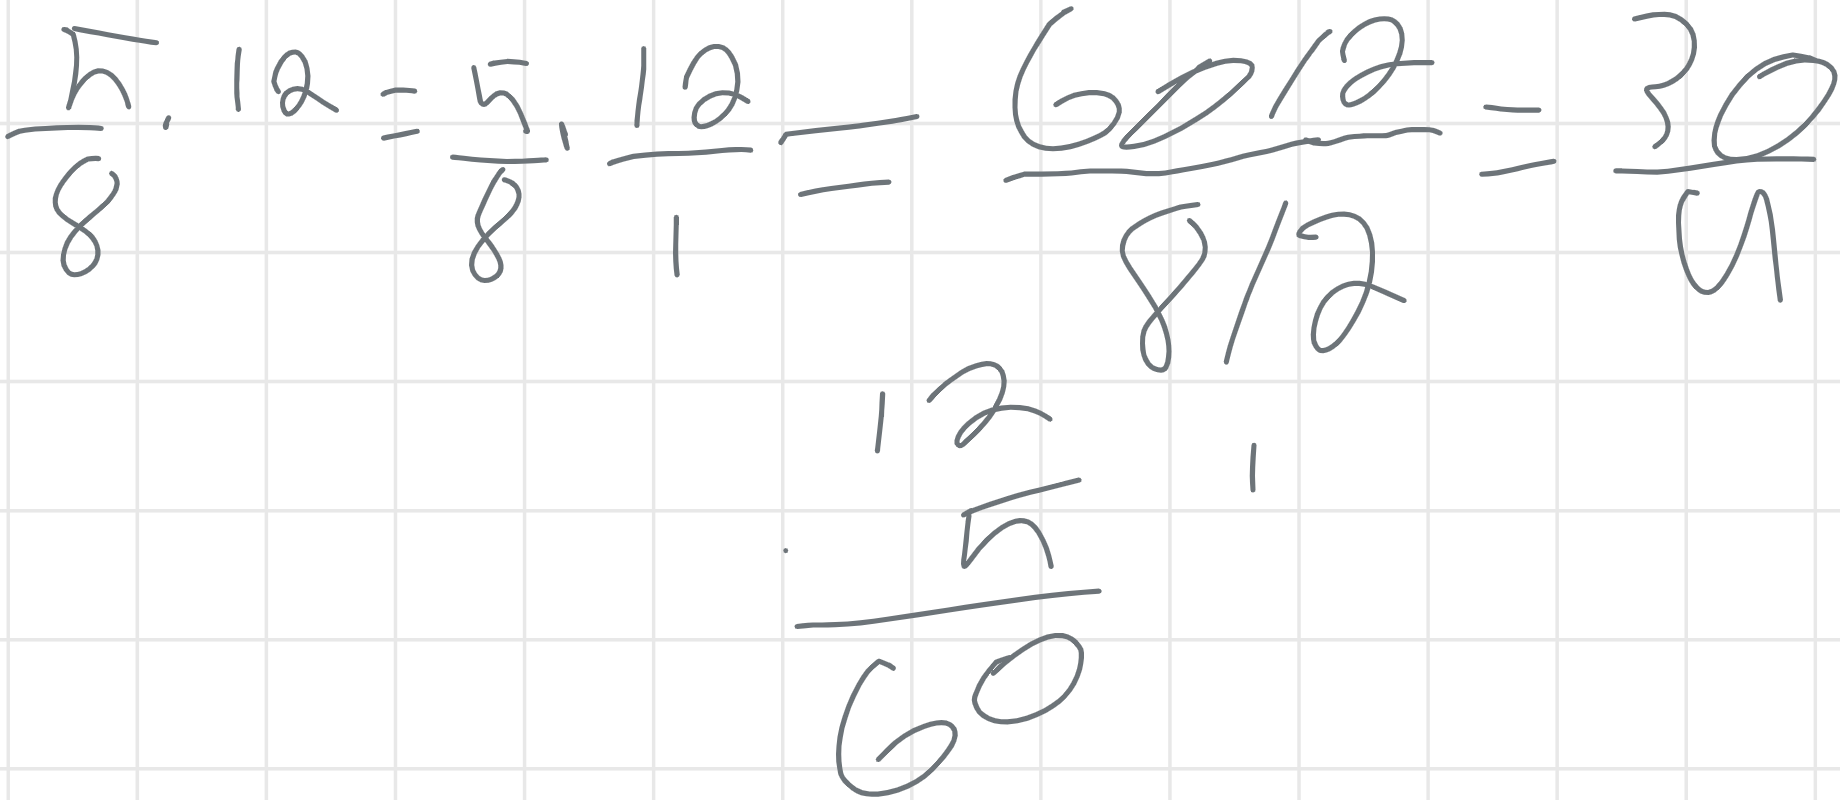 5/8 · 12 = 5/8 · 12/1 = 60/2 / 8/2 = 30/4
12
1
5
60